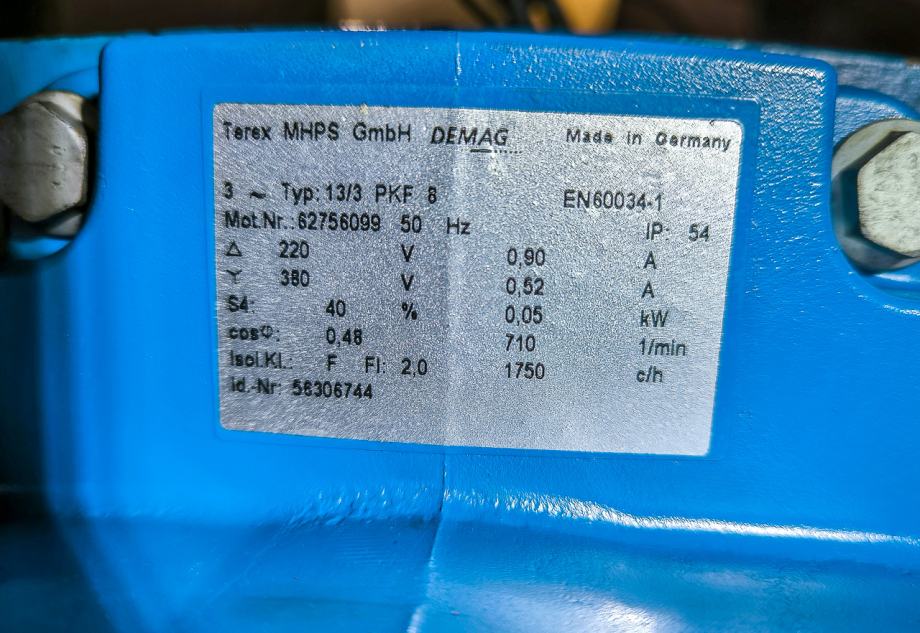 Terex MHPS GmbH DEMAG Made in Germany
3 ~ Typ: 13/3 PKF 8 EN60034-1
Mot.Nr.: 62756099 50 Hz IP: 54
Δ 220 V 0,90 A
Y 380 V 0,52 A
S4: 40 % 0,05 kW
cosφ: 0,48 710 1/min
Isol.Kl.: F FI: 2,0 1750 c/h
Id.-Nr: 56306744